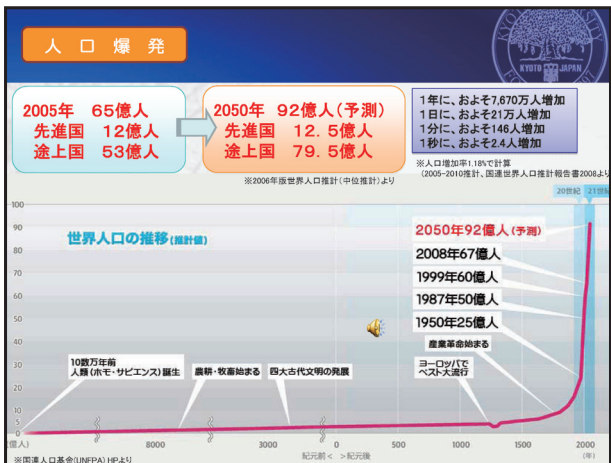 人口爆発
KYOTO JAPAN
2005年 65億人
先進国 12億人
途上国 53億人
2050年 92億人(予測)
先進国 12.5億人
途上国 79.5億人
※2006年版世界人口推計(中位推計)より
1年に、およそ7,670万人増加
1日に、およそ21万人増加
1分に、およそ146人増加
1秒に、およそ2.4人増加
※人口増加率1.18%で計算
(2005-2010推計、国連世界人口推計報告書2008より
20世紀 21世紀
世界人口の推移(推計値)
100
90
80
70
60
50
40
30
20
10
5
0
(億人)
2050年92億人(予測)
2008年67億人
1999年60億人
1987年50億人
1950年25億人
産業革命始まる
ヨーロッパで
ペスト大流行
10数万年前
人類(ホモ・サピエンス)誕生
農耕・牧畜始まる
四大古代文明の発展
8000 3000 0 500 1000 1500 2000
紀元前< >紀元後
(年)
※国連人口基金(UNFPA)HPより